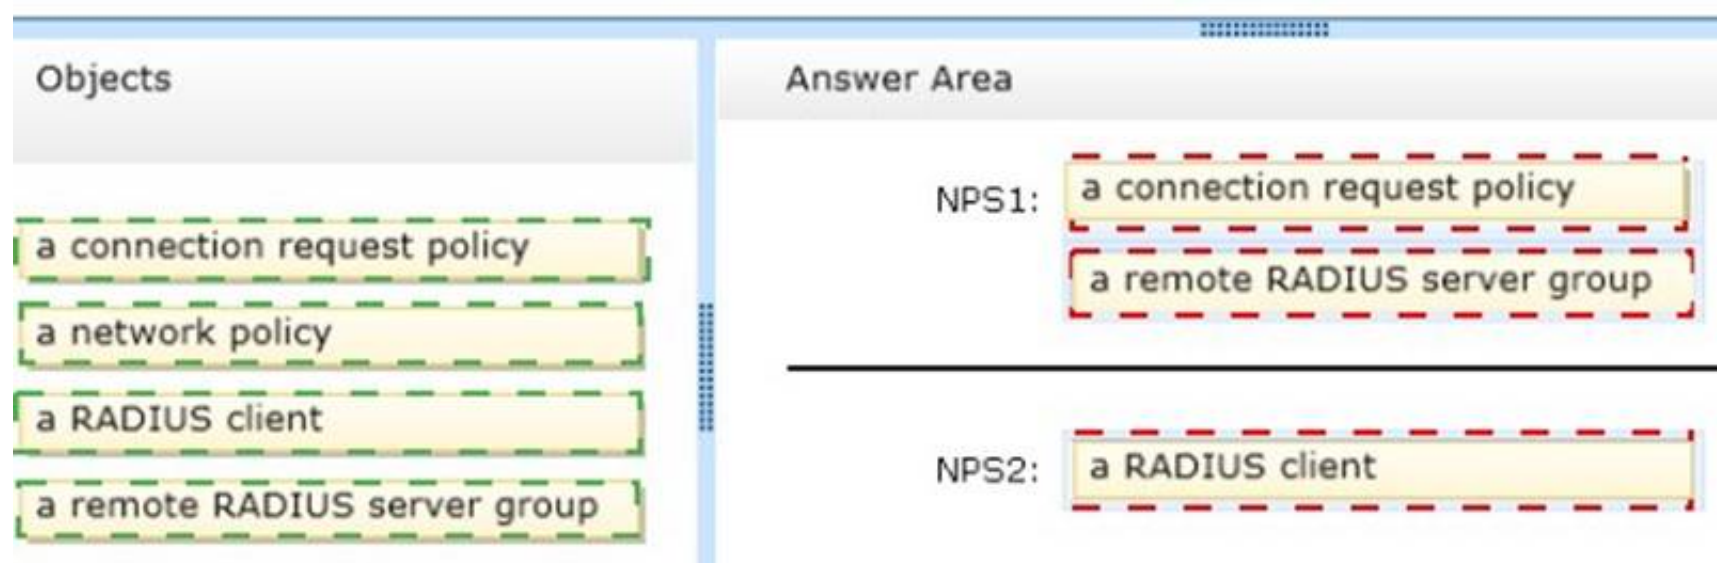 Objects
a connection request policy
a network policy
a RADIUS client
a remote RADIUS server group
Answer Area
NPS1:
a connection request policy
a remote RADIUS server group
NPS2:
a RADIUS client